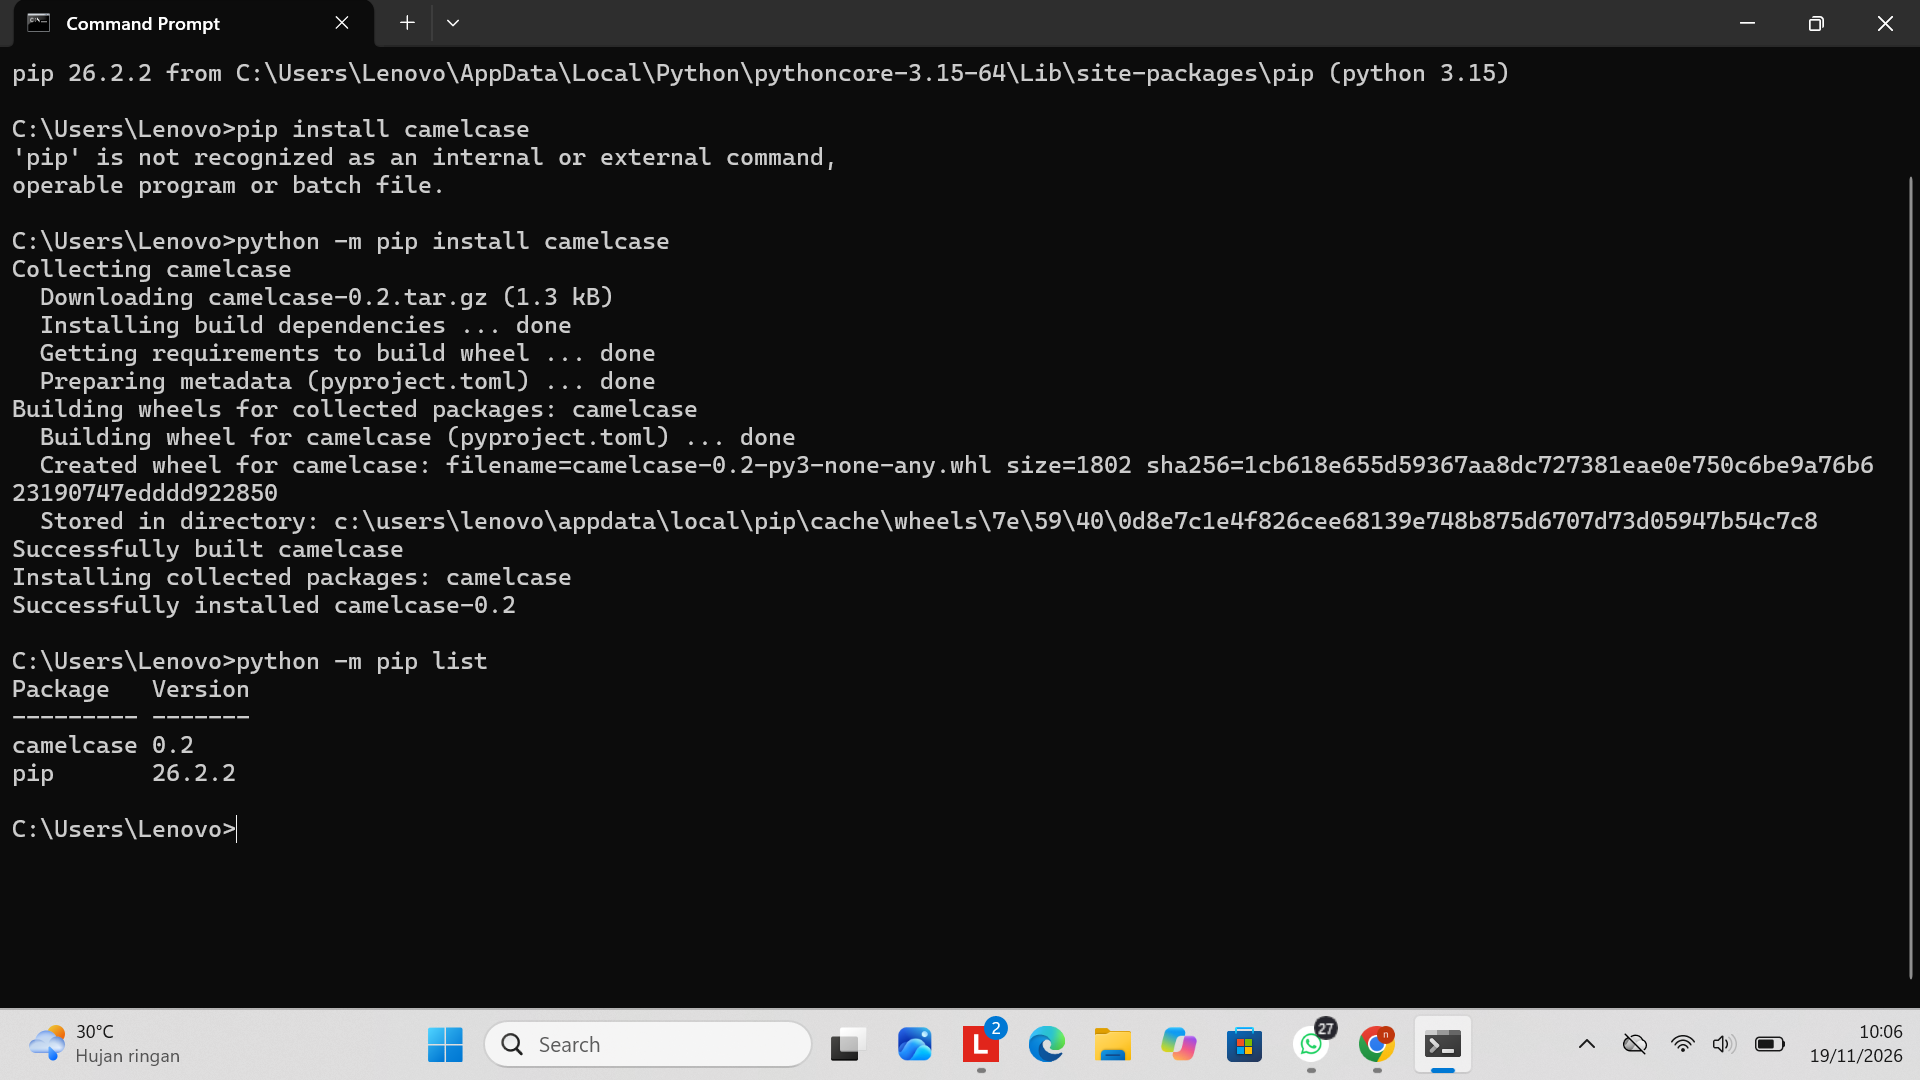 Command Prompt
pip 26.2.2 from C:\Users\Lenovo\AppData\Local\Python\pythoncore-3.15-64\Lib\site-packages\pip (python 3.15)
C:\Users\Lenovo>pip install camelcase
'pip' is not recognized as an internal or external command,
operable program or batch file.
C:\Users\Lenovo>python -m pip install camelcase
Collecting camelcase
  Downloading camelcase-0.2.tar.gz (1.3 kB)
  Installing build dependencies ... done
  Getting requirements to build wheel ... done
  Preparing metadata (pyproject.toml) ... done
Building wheels for collected packages: camelcase
  Building wheel for camelcase (pyproject.toml) ... done
  Created wheel for camelcase: filename=camelcase-0.2-py3-none-any.whl size=1802 sha256=1cb618e655d59367aa8dc727381eae0e750c6be9a76b6
23190747edddd922850
  Stored in directory: c:\users\lenovo\appdata\local\pip\cache\wheels\7e\59\40\0d8e7c1e4f826cee68139e748b875d6707d73d05947b54c7c8
Successfully built camelcase
Installing collected packages: camelcase
Successfully installed camelcase-0.2
C:\Users\Lenovo>python -m pip list
Package   Version
--------- -------
camelcase 0.2
pip       26.2.2
C:\Users\Lenovo>
30°C
Hujan ringan
Search
L
2
27
n
10:06
19/11/2026